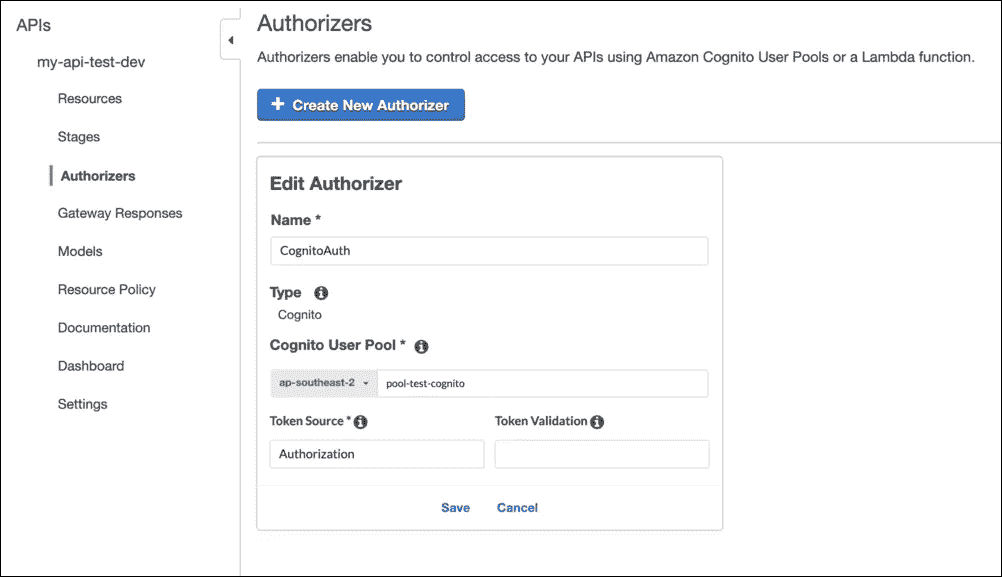 APIs
my-api-test-dev
Resources
Stages
Authorizers
Gateway Responses
Models
Resource Policy
Documentation
Dashboard
Settings
Authorizers
Authorizers enable you to control access to your APIs using Amazon Cognito User Pools or a Lambda function.
+ Create New Authorizer
Edit Authorizer
Name *
CognitoAuth
Type
Cognito
Cognito User Pool *
ap-southeast-2 pool-test-cognito
Token Source * Token Validation
Authorization
Save Cancel